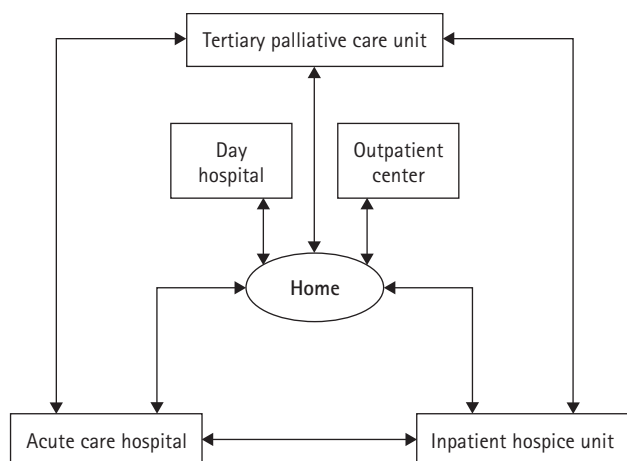 Tertiary palliative care unit
Day
hospital
Outpatient
center
Home
Acute care hospital
Inpatient hospice unit